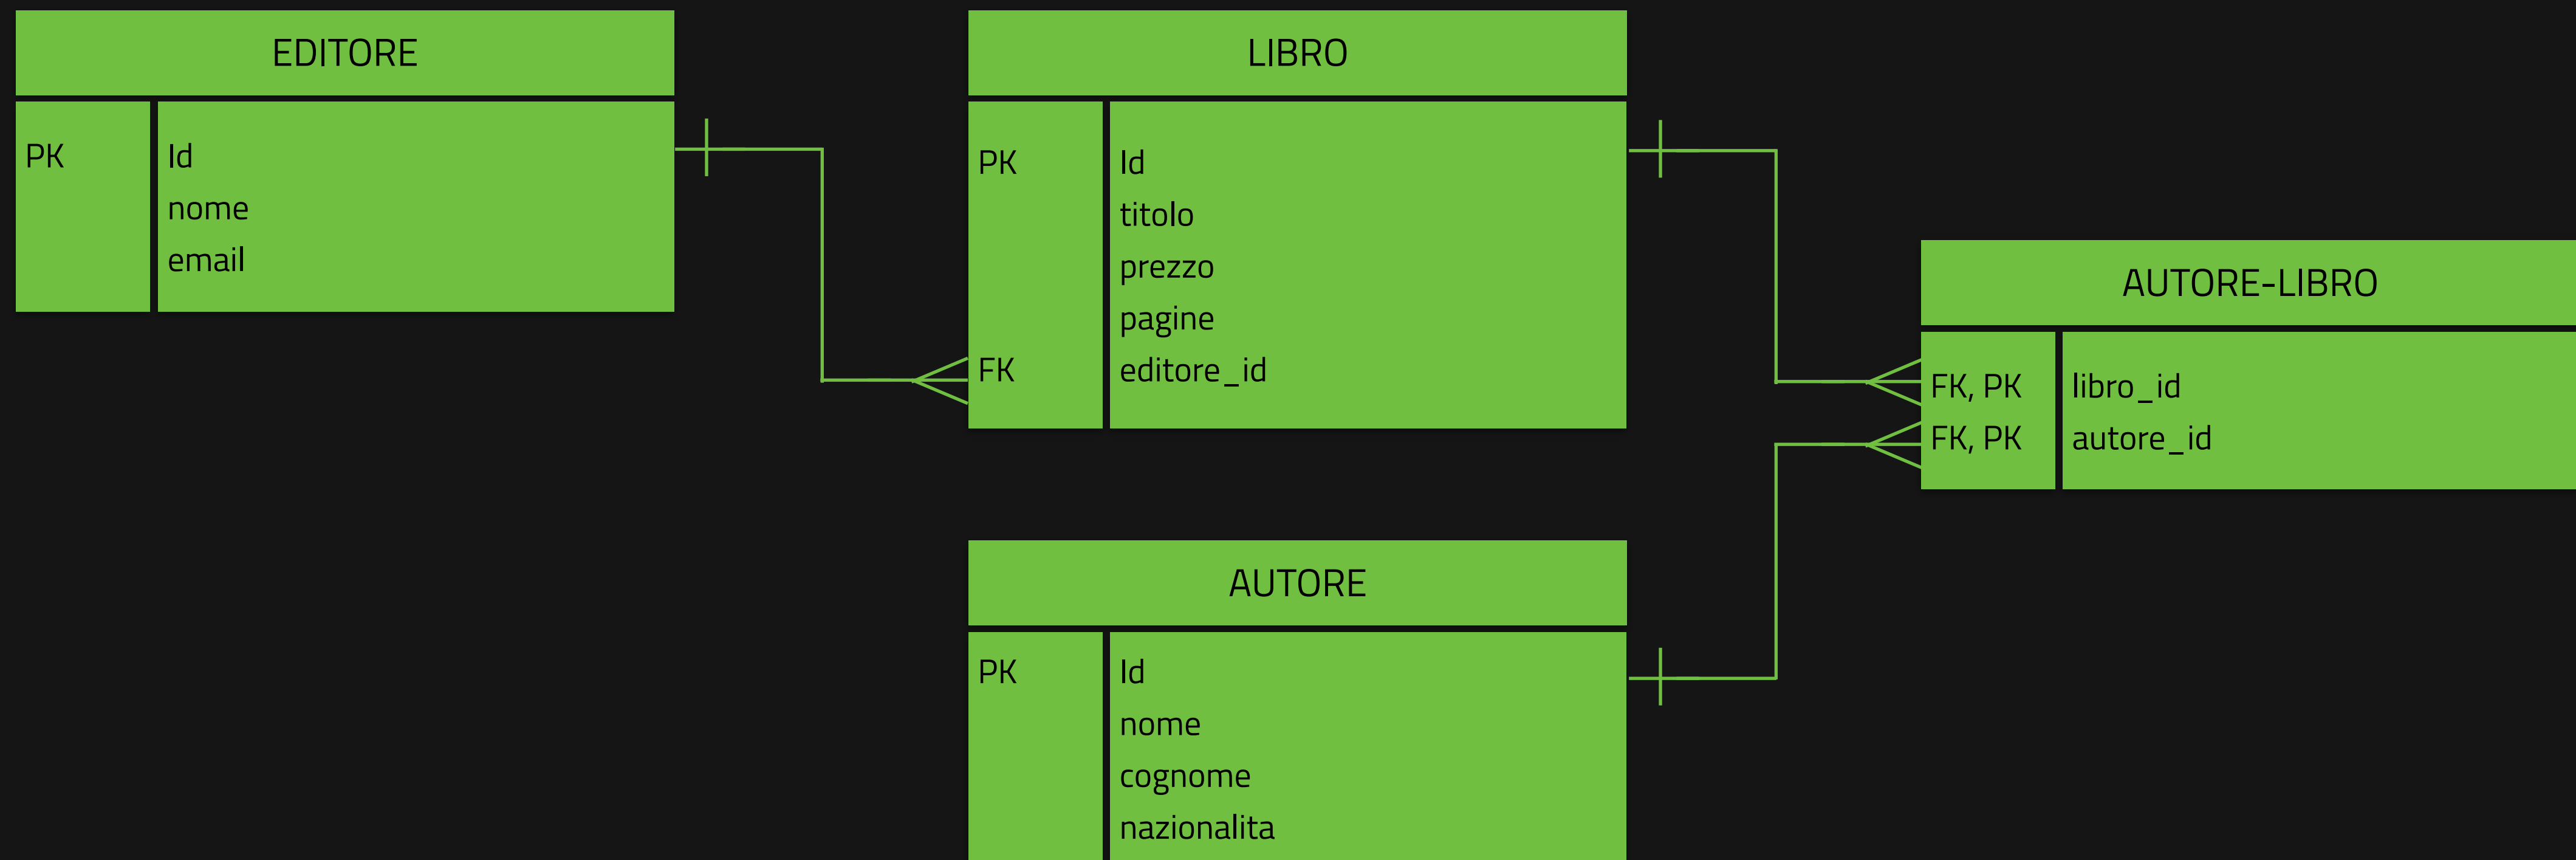 EDITORE
PK Id
nome
email
LIBRO
PK Id
titolo
prezzo
pagine
FK editore_id
AUTORE-LIBRO
FK, PK libro_id
FK, PK autore_id
AUTORE
PK Id
nome
cognome
nazionalita